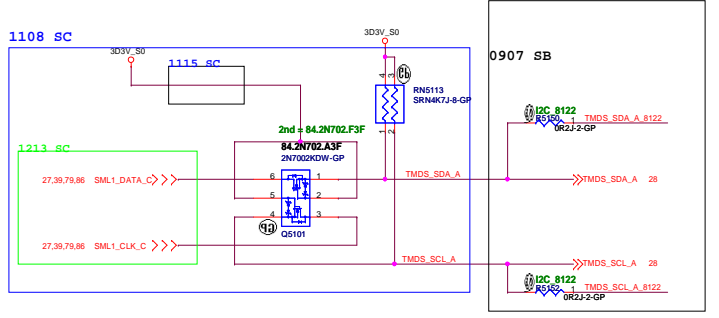 1108 SC
3D3V_S0
3D3V_S0
1115 SC
0907 SB
4
3
RN5113
SRN4K7J-8-GP
1
2
2nd = 84.2N702.F3F
84.2N702.A3F
2N7002KDW-GP
I2C_8122
R5150
1
TMDS_SDA_A_8122
0R2J-2-GP
1213 SC
27,39,79,86
SML1_DATA_C
6
1
TMDS_SDA_A
TMDS_SDA_A
28
5
2
4
3
Q5101
27,39,79,86
SML1_CLK_C
TMDS_SCL_A
TMDS_SCL_A
28
I2C_8122
R5152
1
TMDS_SCL_A_8122
0R2J-2-GP